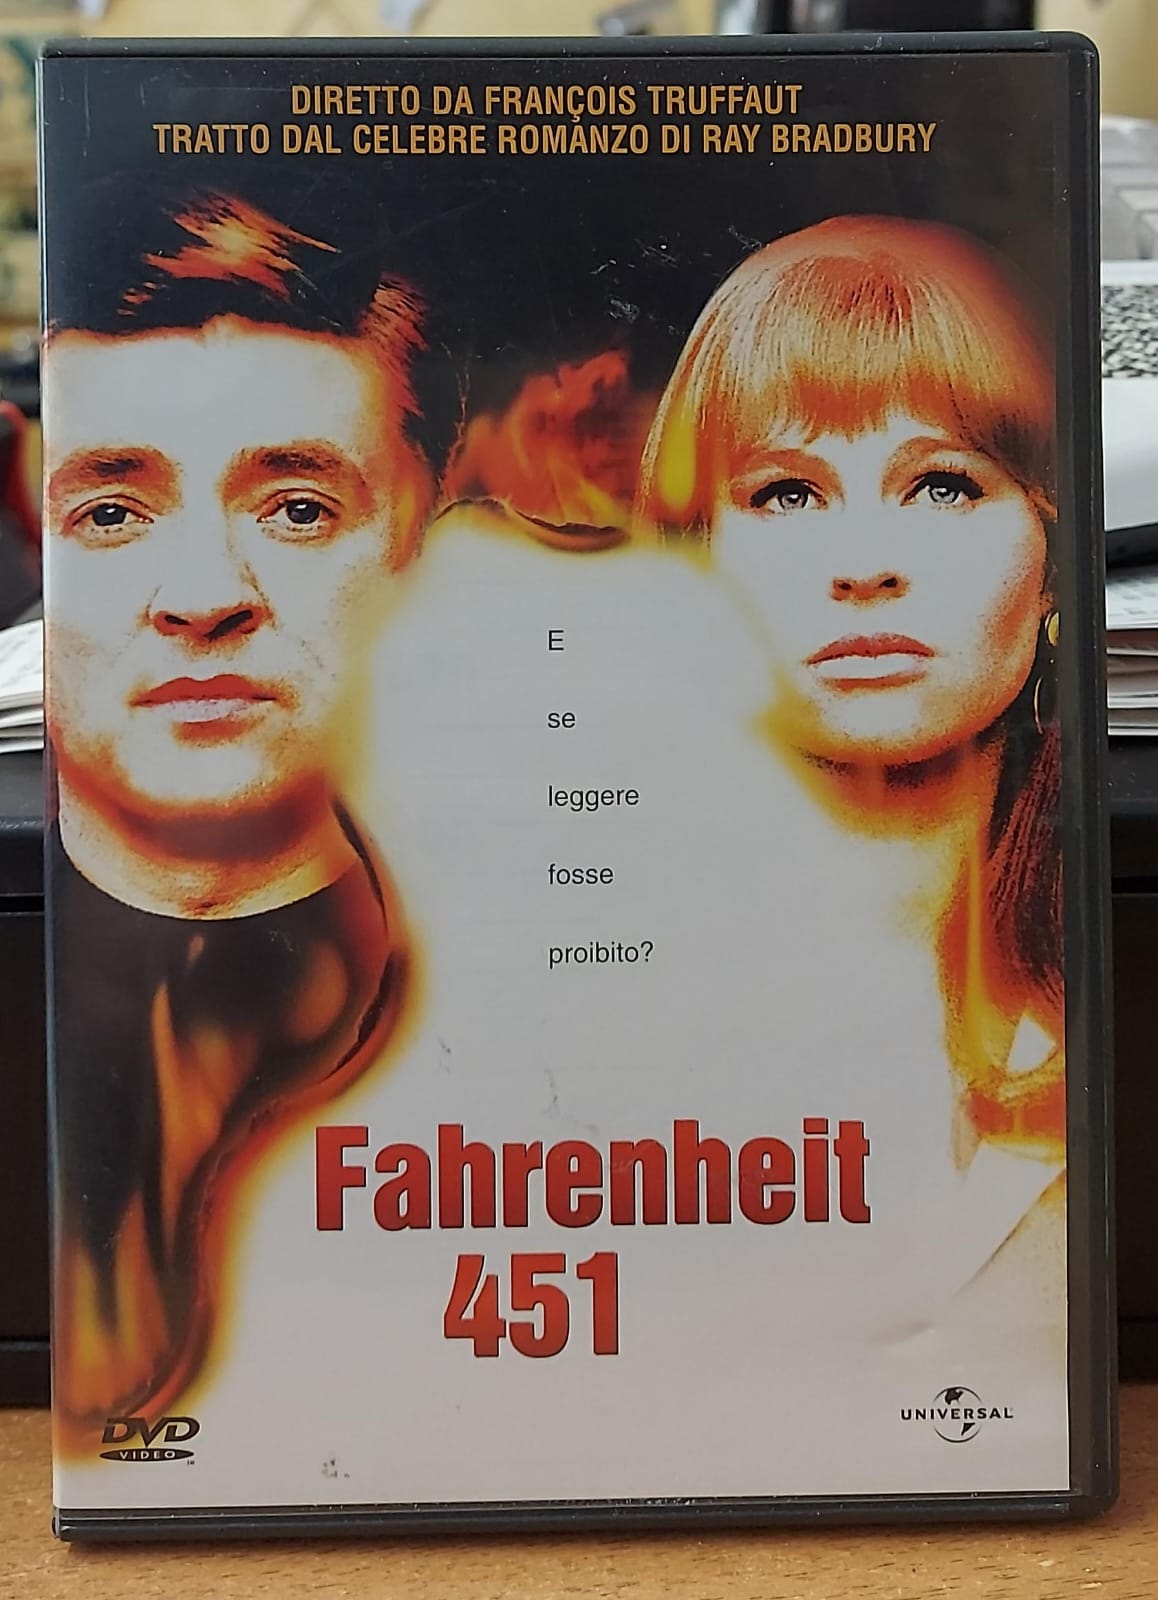 DIRETTO DA FRANÇOIS TRUFFAUT
TRATTO DAL CELEBRE ROMANZO DI RAY BRADBURY
E
se
leggere
fosse
proibito?
Fahrenheit
451
DVD
VIDEO
UNIVERSAL